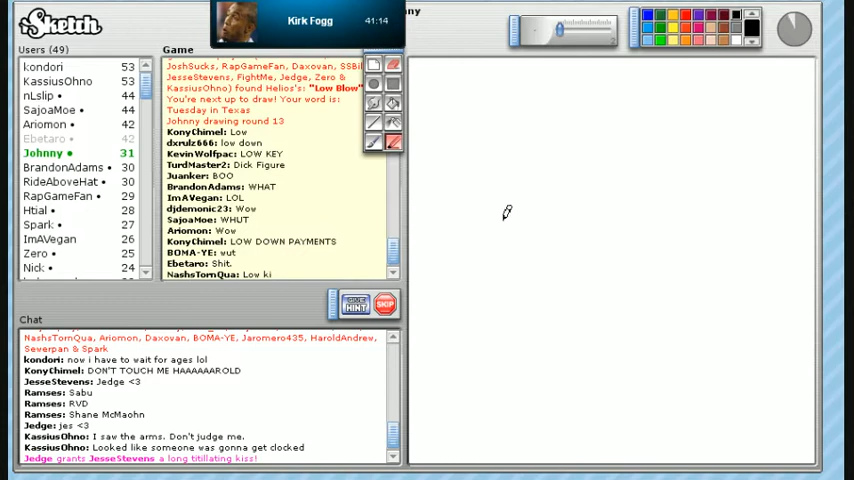 nny
Kirk Fogg 41:14
iSketch
Users (49)
kondori 53
KassiusOhno 53
nLslip • 44
SajoaMoe • 44
Ariomon • 42
Ebetaro: • 42
Johnny • 31
BrandonAdams • 30
RideAboveHat • 30
RapGameFan • 29
Htial • 28
Spark • 27
ImAVegan 26
Zero • 25
Nick • 24
Game
JoshSucks, RapGameFan, Daxovan, SSBil
JesseStevens, FightMe, Jedge, Zero &
KassiusOhno) found Helios's: "Low Blow"
You're next up to draw! Your word is:
Tuesday in Texas
Johnny drawing round 13
KonyChimel: Low
dxrulz666: low down
KevinWolfpac: LOW KEY
TurdMaster2: Dick Figure
Juanker: BOO
BrandonAdams: WHAT
ImAVegan: LOL
djdemonic23: Wow
SajoaMoe: WHUT
Ariomon: Wow
KonyChimel: LOW DOWN PAYMENTS
BOMA-YE: wut
Ebetaro: Shit.
NashsTornQua: Low ki
GIVE HINT
SKIP
2
Chat
NashsTornQua, Ariomon, Daxovan, BOMA-YE, Jaromero435, HaroldAndrew,
Sewerpan & Spark
kondori: now i have to wait for ages lol
KonyChimel: DON'T TOUCH ME HAAAAAAROLD
JesseStevens: Jedge <3
Ramses: Sabu
Ramses: RVD
Ramses: Shane McMaohn
Jedge: jes <3
KassiusOhno: I saw the arms. Don't judge me.
KassiusOhno: Looked like someone was gonna get clocked
Jedge grants JesseStevens a long titillating kiss!